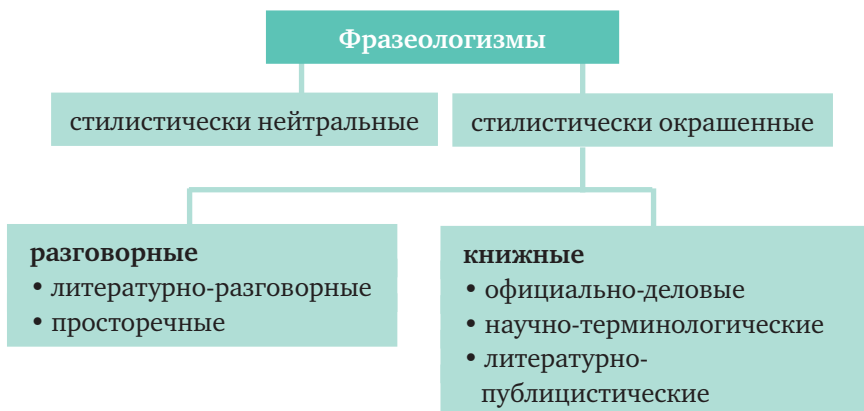 Фразеологизмы
стилистически нейтральные
стилистически окрашенные
разговорные
• литературно-разговорные
• просторечные
книжные
• официально-деловые
• научно-терминологические
• литературно-
публицистические